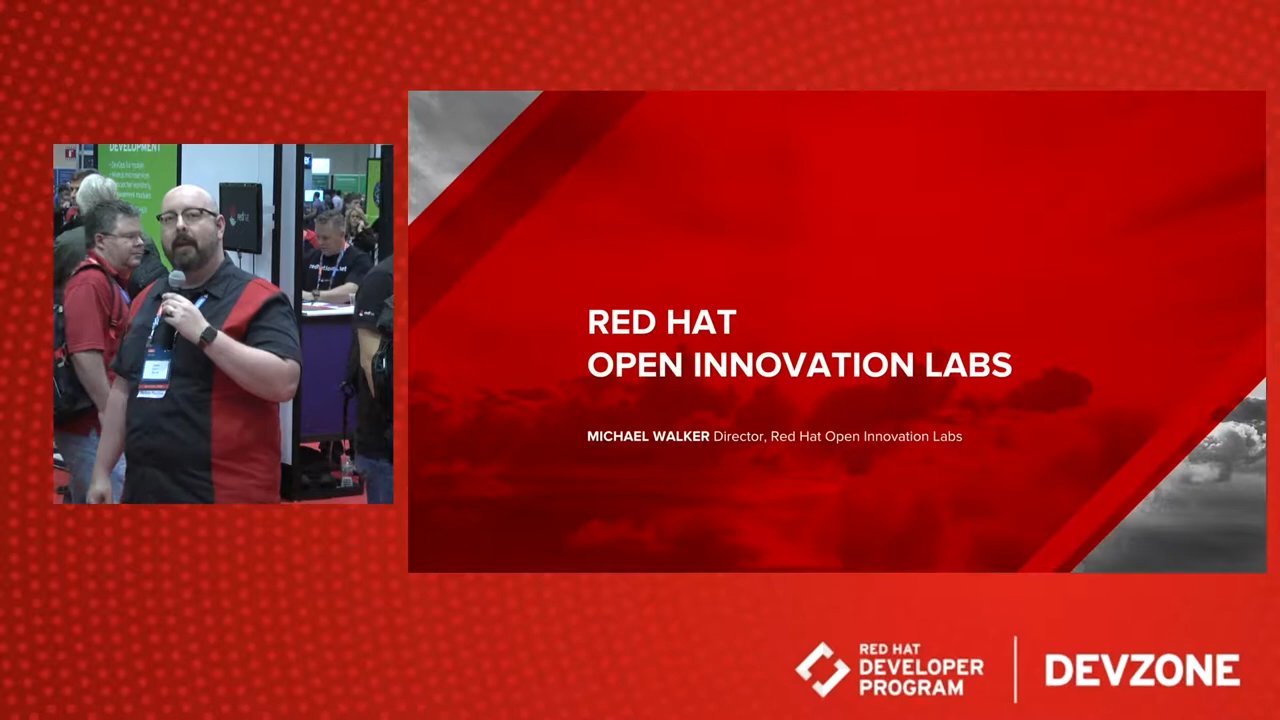 DEVELOPMENT
RED HAT
OPEN INNOVATION LABS
MICHAEL WALKER Director, Red Hat Open Innovation Labs
RED HAT
DEVELOPER
PROGRAM
DEVZONE